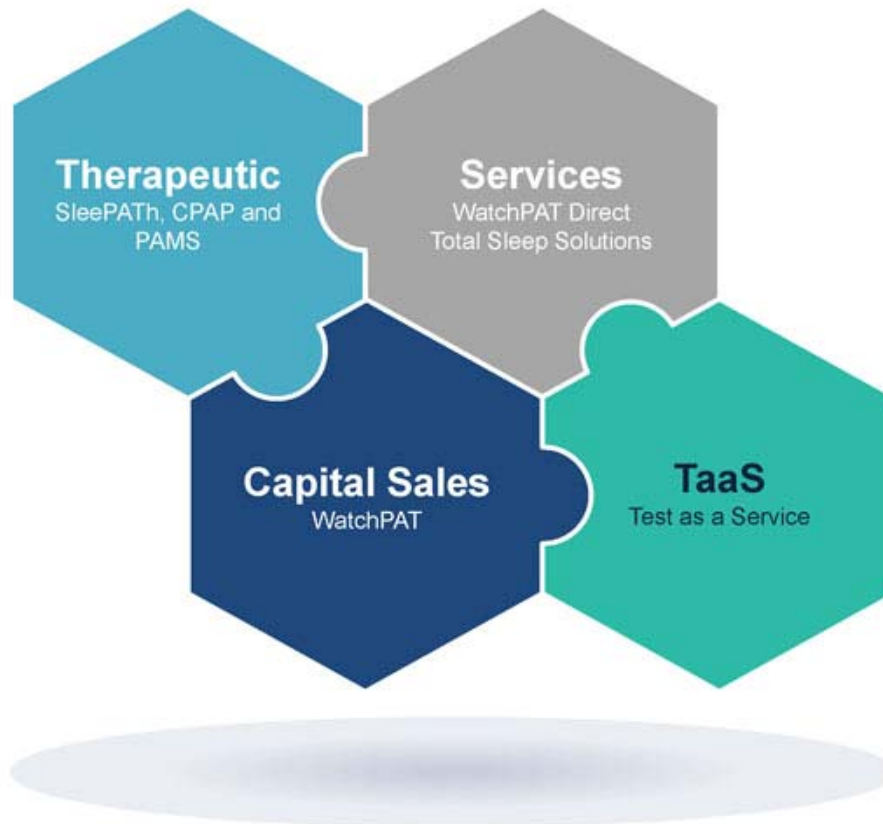 Therapeutic
SleePATh, CPAP and
PAMS
Services
WatchPAT Direct
Total Sleep Solutions
Capital Sales
WatchPAT
TaaS
Test as a Service